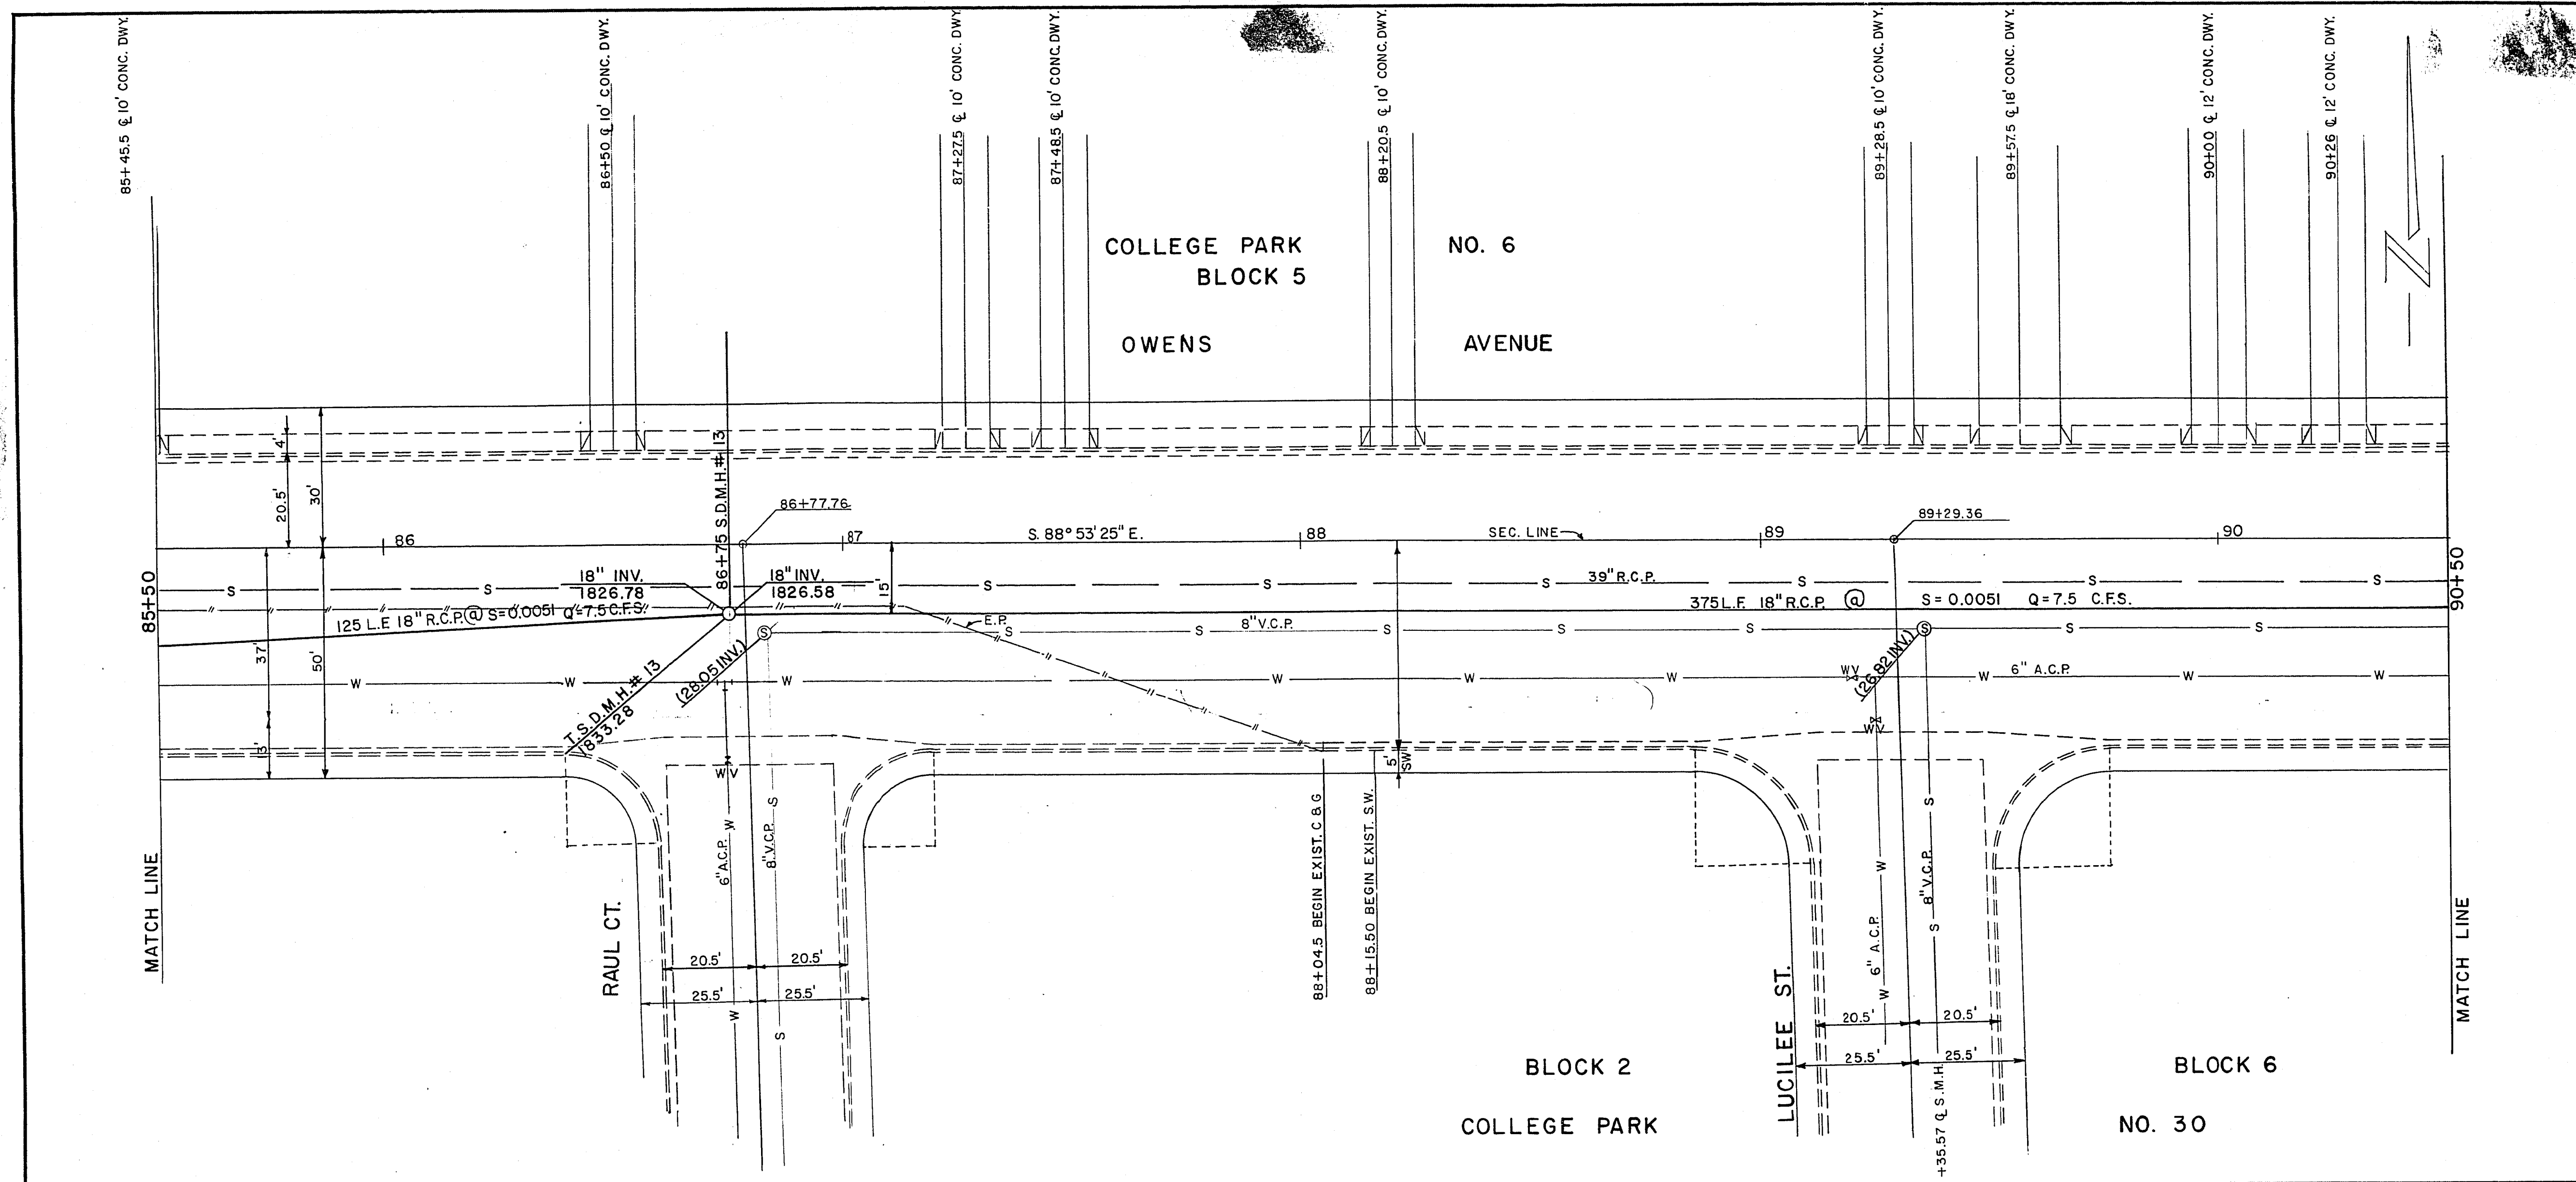 85+45.5 ℄ 10' CONC. DWY.
86+50 ℄ 10' CONC. DWY.
87+27.5 ℄ 10' CONC. DWY.
87+48.5 ℄ 10' CONC. DWY.
88+20.5 ℄ 10' CONC. DWY.
89+28.5 ℄ 10' CONC. DWY.
89+57.5 ℄ 18' CONC. DWY.
90+00 ℄ 12' CONC. DWY.
90+26 ℄ 12' CONC. DWY.
N
COLLEGE PARK NO. 6
BLOCK 5
OWENS AVENUE
4'
20.5'
30'
86+75 S.D.M.H.# 13
86+77.76
89+29.36
86
87
S. 88° 53' 25" E.
88
SEC. LINE
89
90
85+50
90+50
18" INV.
1826.78
18" INV.
1826.58
15'
S S S S 39" R.C.P. S S S
125 L.F. 18" R.C.P. @ S=0.0051 Q=7.5 C.F.S.
375 L.F. 18" R.C.P. @ S = 0.0051 Q = 7.5 C.F.S.
E.P.
S S 8" V.C.P. S S S S S
37'
50'
13'
T. S.D.M.H.# 13
1833.28
(28.05 INV.)
(26.82 INV.)
W W W W W W WV W 6" A.C.P. W W
W V
WV
5'
SW
6" A.C.P. W
8" V.C.P. S
W
S
88+04.5 BEGIN EXIST. C & G
88+15.50 BEGIN EXIST. S.W.
6" A.C.P. W
W
8" V.C.P. S
S
MATCH LINE
MATCH LINE
RAUL CT.
20.5' 20.5'
25.5' 25.5'
LUCILEE ST.
20.5' 20.5'
25.5' 25.5'
+35.57 ℄ S.M.H.
BLOCK 2
BLOCK 6
COLLEGE PARK NO. 30